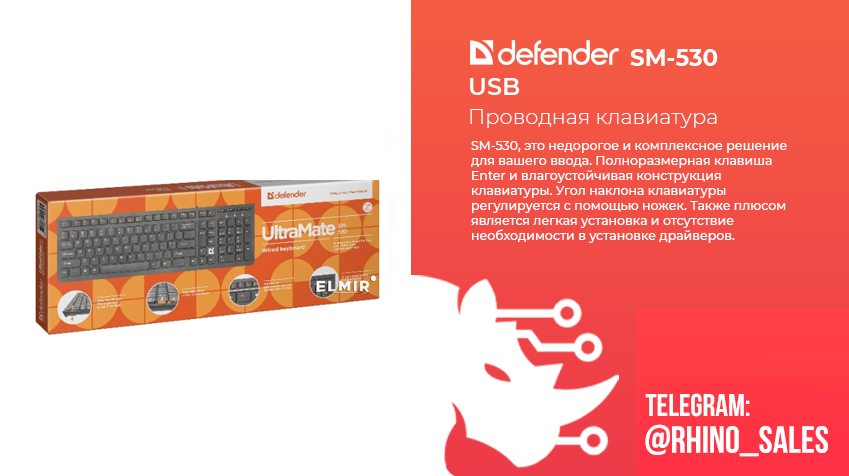 defender SM-530
USB
Проводная клавиатура
SM-530, это недорогое и комплексное решение
для вашего ввода. Полноразмерная клавиша
Enter и влагоустойчивая конструкция
клавиатуры. Угол наклона клавиатуры
регулируется с помощью ножек. Также плюсом
является легкая установка и отсутствие
необходимости в установке драйверов.
defender
UltraMate SM-530
Wired keyboard
ELMIR
TELEGRAM:
@RHINO_SALES